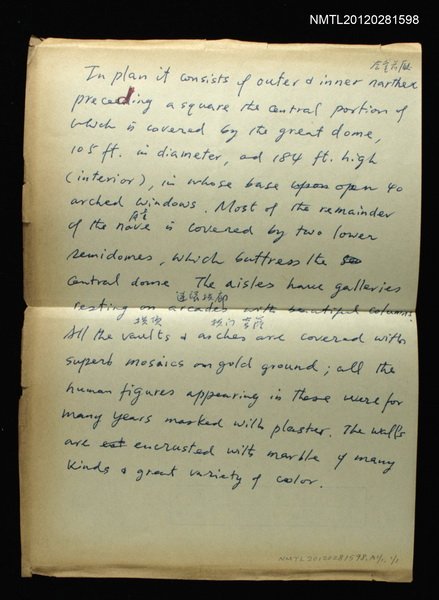 NMTL20120281598
In plan it consists of outer & inner narthex
preceding a square the central portion of
which is covered by the great dome,
105 ft. in diameter, ad 184 ft. high
(interior), in whose base upon open 40
arched windows. Most of the remainder
of the nave is covered by two lower
semidomes, which buttress the
central dome The aisles have galleries
resting on arcades with beautiful columns.
All the vaults & arches are covered with
superb mosaics on gold ground; all the
human figures appearing in these were for
many years masked with plaster. The walls
are encrusted with marble of many
kinds & great variety of color.
NMTL20120281598, 1/1